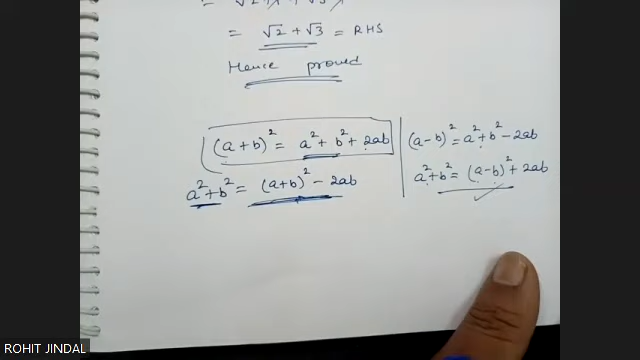 = √2 + √3 = RHS
Hence proved
(a+b)² = a² + b² + 2ab
a² + b² = (a+b)² - 2ab
(a-b)² = a² + b² - 2ab
a² + b² = (a-b)² + 2ab
ROHIT JINDAL